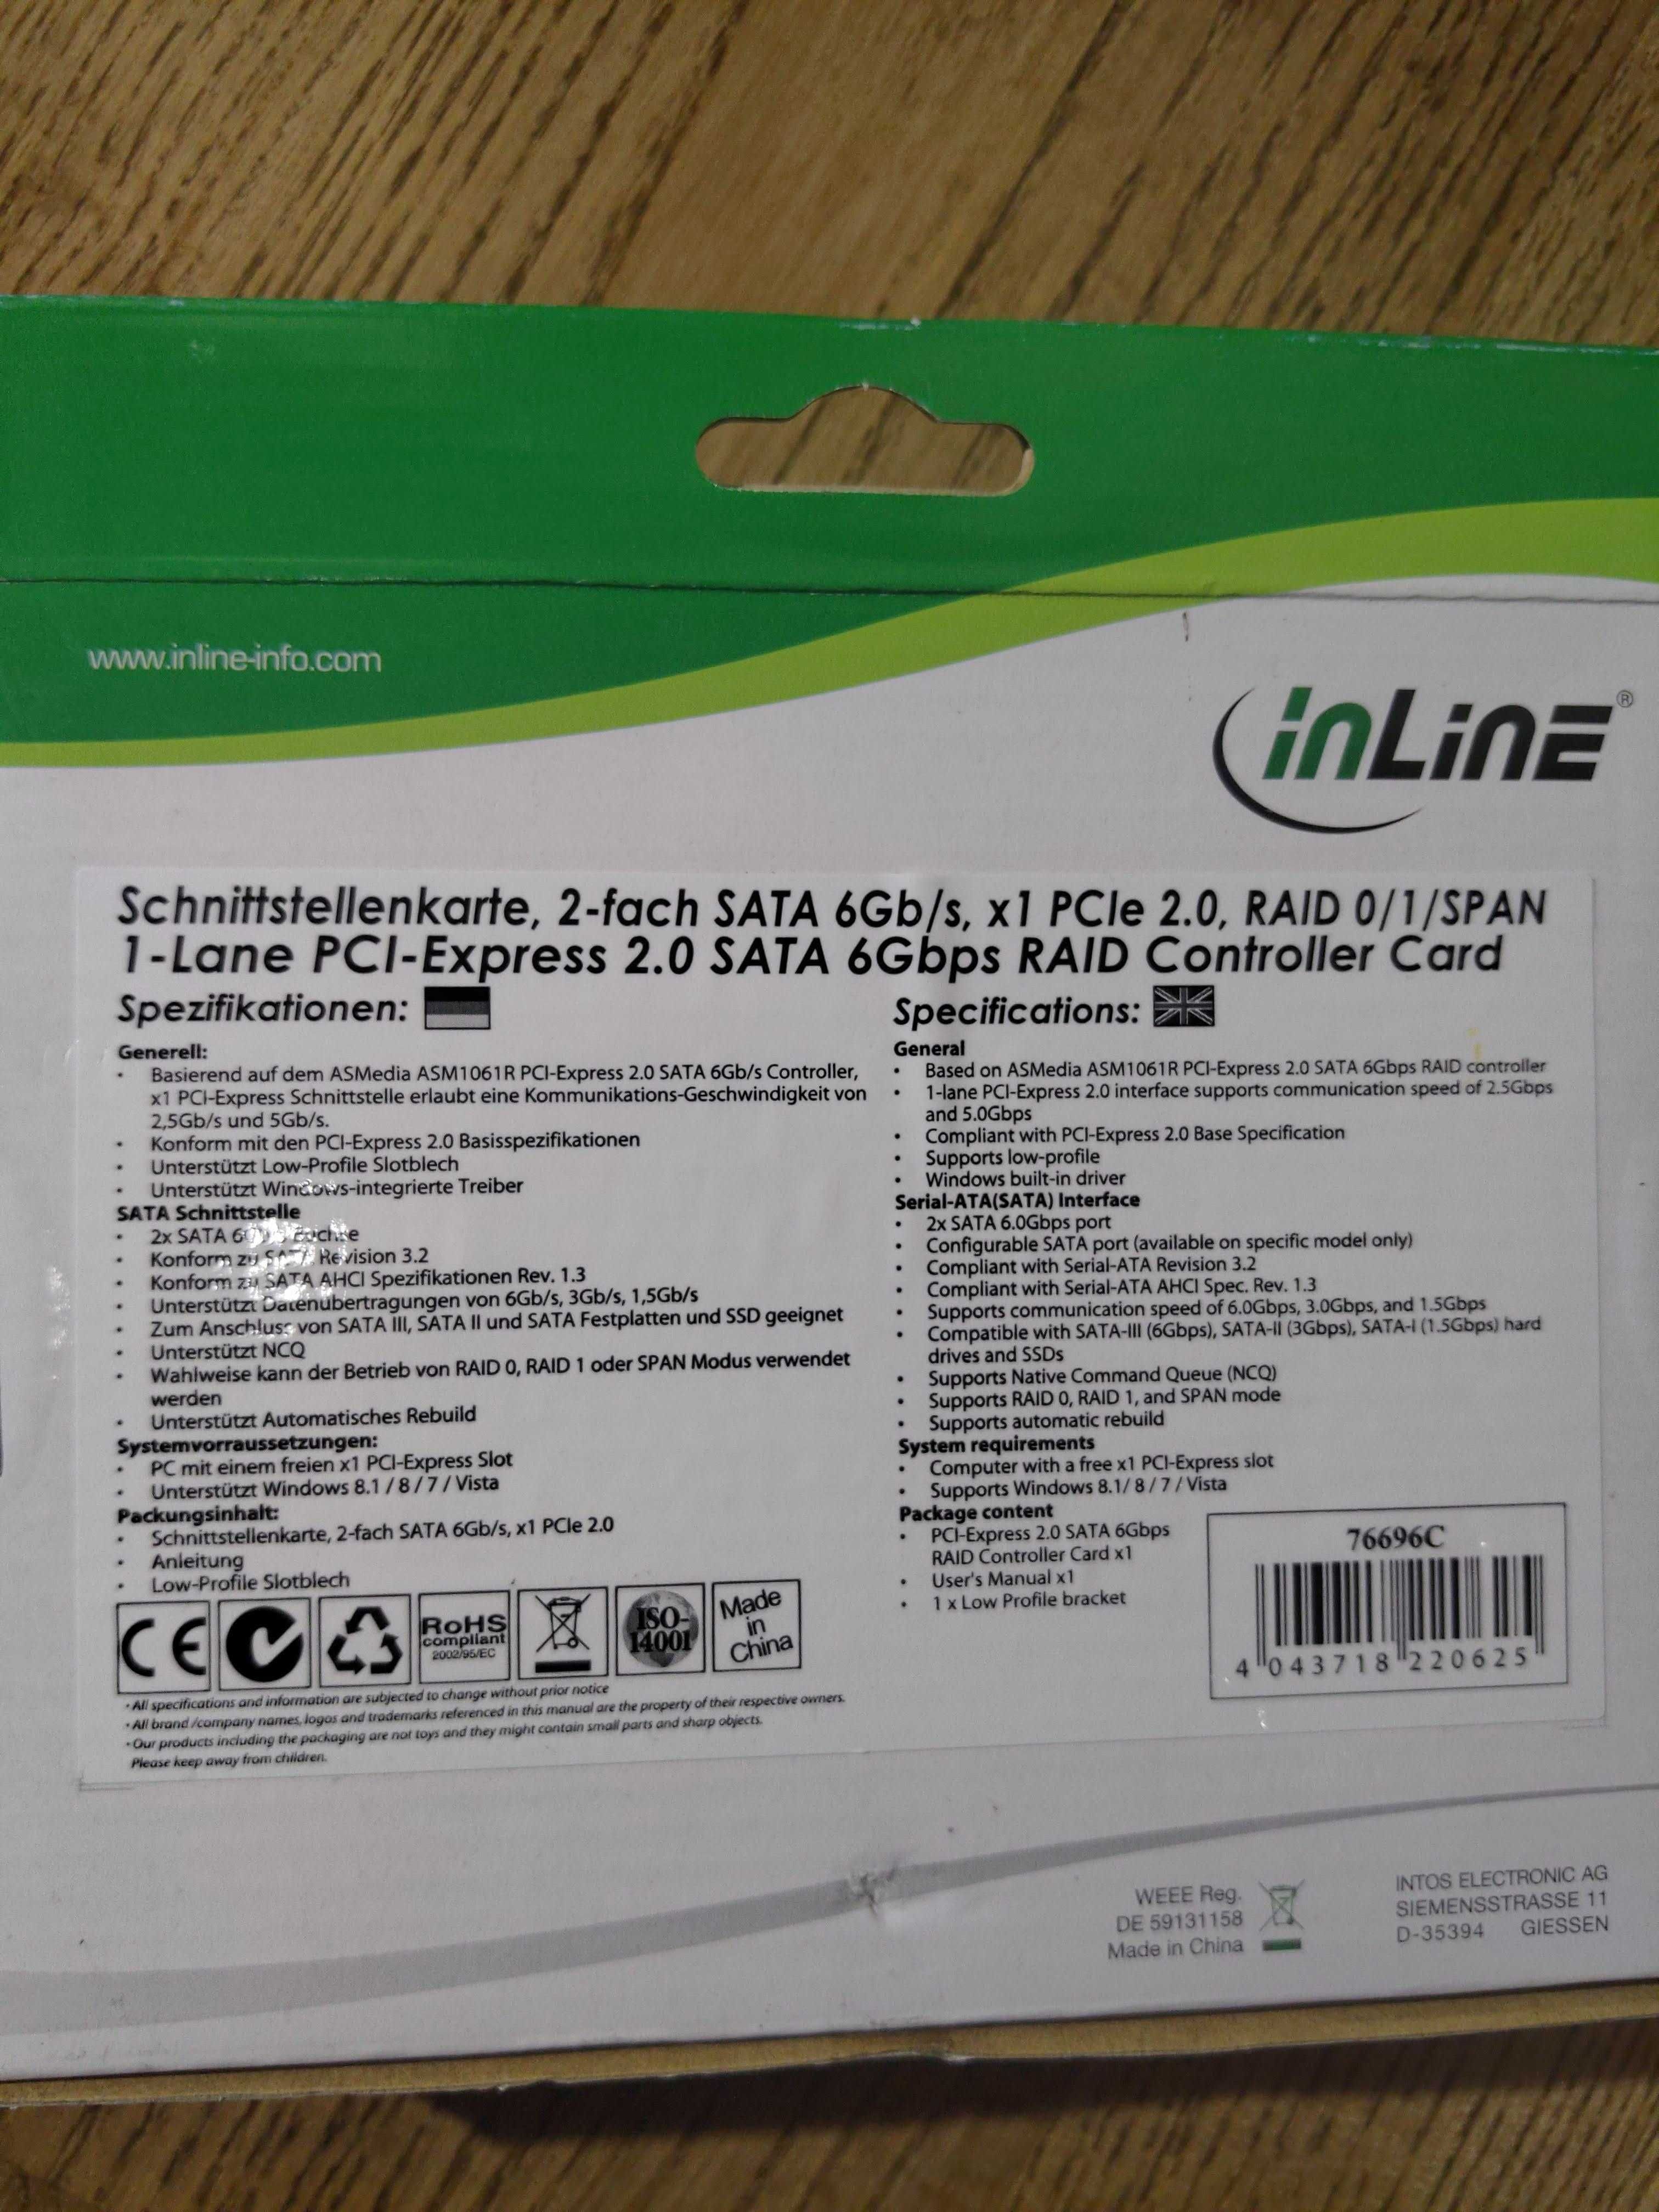 www.inline-info.com
inLine®
Schnittstellenkarte, 2-fach SATA 6Gb/s, x1 PCIe 2.0, RAID 0/1/SPAN
1-Lane PCI-Express 2.0 SATA 6Gbps RAID Controller Card
Spezifikationen:
Generell:
• Basierend auf dem ASMedia ASM1061R PCI-Express 2.0 SATA 6Gb/s Controller,
x1 PCI-Express Schnittstelle erlaubt eine Kommunikations-Geschwindigkeit von
2,5Gb/s und 5Gb/s.
• Konform mit den PCI-Express 2.0 Basisspezifikationen
• Unterstützt Low-Profile Slotblech
• Unterstützt Windows-integrierte Treiber
SATA Schnittstelle
• 2x SATA
• Konform zu SATA Revision 3.2
• Konform zu SATA AHCI Spezifikationen Rev. 1.3
• Unterstützt Datenübertragungen von 6Gb/s, 3Gb/s, 1,5Gb/s
• Zum Anschluss von SATA III, SATA II und SATA Festplatten und SSD geeignet
• Unterstützt NCQ
• Wahlweise kann der Betrieb von RAID 0, RAID 1 oder SPAN Modus verwendet
werden
• Unterstützt Automatisches Rebuild
Systemvorraussetzungen:
• PC mit einem freien x1 PCI-Express Slot
• Unterstützt Windows 8.1 / 8 / 7 / Vista
Packungsinhalt:
• Schnittstellenkarte, 2-fach SATA 6Gb/s, x1 PCIe 2.0
• Anleitung
• Low-Profile Slotblech
Specifications:
General
• Based on ASMedia ASM1061R PCI-Express 2.0 SATA 6Gbps RAID controller
• 1-lane PCI-Express 2.0 interface supports communication speed of 2.5Gbps
and 5.0Gbps
• Compliant with PCI-Express 2.0 Base Specification
• Supports low-profile
• Windows built-in driver
Serial-ATA(SATA) Interface
• 2x SATA 6.0Gbps port
• Configurable SATA port (available on specific model only)
• Compliant with Serial-ATA Revision 3.2
• Compliant with Serial-ATA AHCI Spec. Rev. 1.3
• Supports communication speed of 6.0Gbps, 3.0Gbps, and 1.5Gbps
• Compatible with SATA-III (6Gbps), SATA-II (3Gbps), SATA-I (1.5Gbps) hard
drives and SSDs
• Supports Native Command Queue (NCQ)
• Supports RAID 0, RAID 1, and SPAN mode
• Supports automatic rebuild
System requirements
• Computer with a free x1 PCI-Express slot
• Supports Windows 8.1/ 8 / 7 / Vista
Package content
• PCI-Express 2.0 SATA 6Gbps
RAID Controller Card x1
• User's Manual x1
• 1 x Low Profile bracket
76696C
4 043718 220625
CE
RoHS
compliant
2002/95/EC
ISO-
14001
Made
in
China
• All specifications and information are subjected to change without prior notice
• All brand /company names, logos and trademarks referenced in this manual are the property of their respective owners.
• Our products including the packaging are not toys and they might contain small parts and sharp objects.
Please keep away from children.
WEEE Reg.
DE 59131158
Made in China
INTOS ELECTRONIC AG
SIEMENSSTRASSE 11
D-35394 GIESSEN